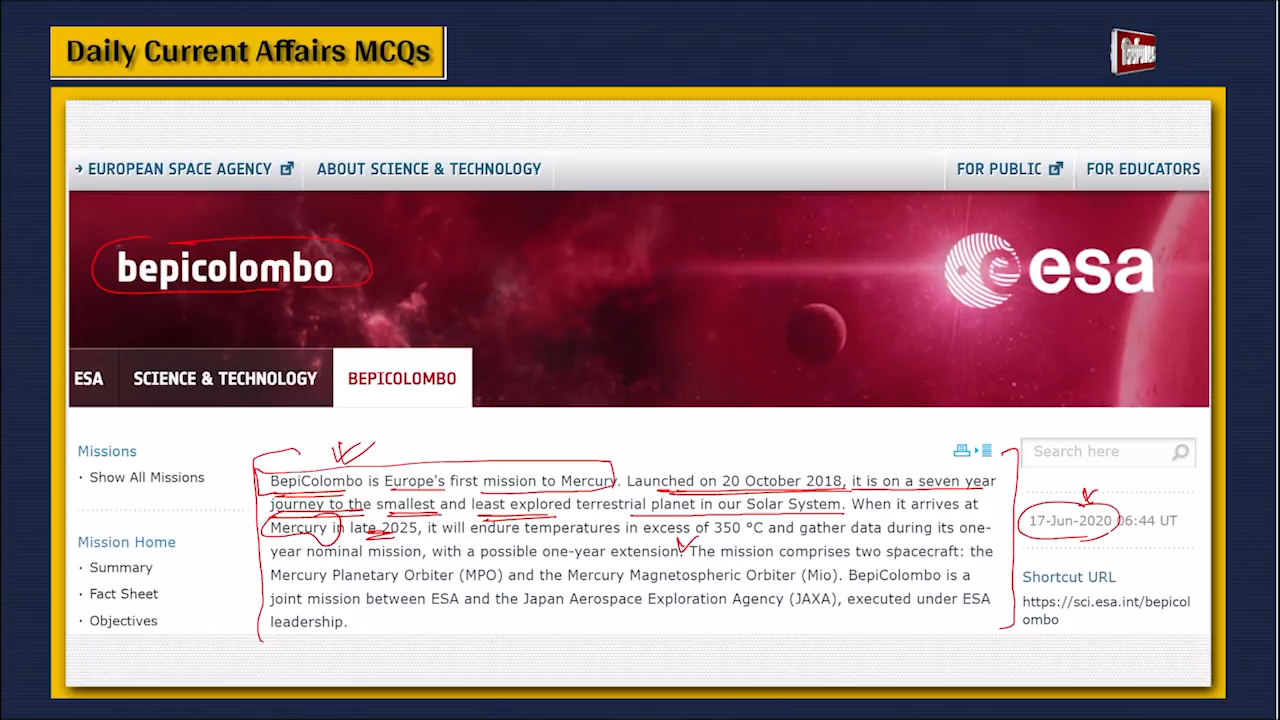 Daily Current Affairs MCQs
EUROPEAN SPACE AGENCY
ABOUT SCIENCE & TECHNOLOGY
FOR PUBLIC
FOR EDUCATORS
bepicolombo
esa
ESA
SCIENCE & TECHNOLOGY
BEPICOLOMBO
Missions
· Show All Missions
Mission Home
· Summary
· Fact Sheet
· Objectives
BepiColombo is Europe's first mission to Mercury. Launched on 20 October 2018, it is on a seven year
journey to the smallest and least explored terrestrial planet in our Solar System. When it arrives at
Mercury in late 2025, it will endure temperatures in excess of 350 °C and gather data during its one-
year nominal mission, with a possible one-year extension. The mission comprises two spacecraft: the
Mercury Planetary Orbiter (MPO) and the Mercury Magnetospheric Orbiter (Mio). BepiColombo is a
joint mission between ESA and the Japan Aerospace Exploration Agency (JAXA), executed under ESA
leadership.
Search here
17-Jun-2020 06:44 UT
Shortcut URL
https://sci.esa.int/bepicol
ombo